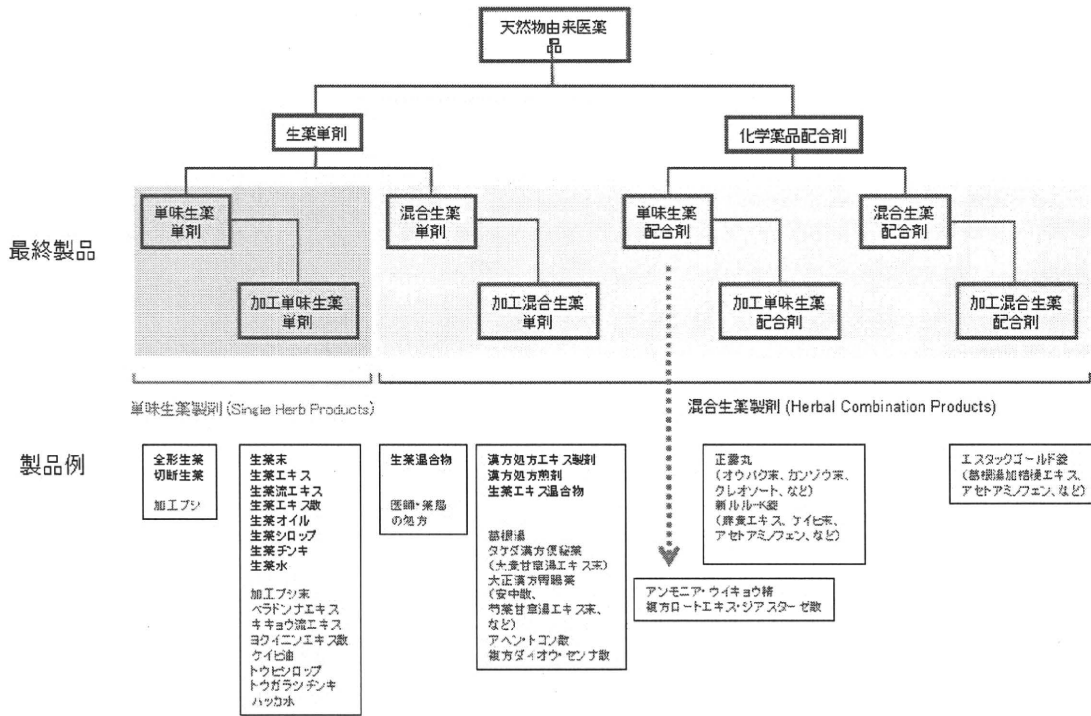 天然物由来医薬
品
生薬単剤
化学薬品配合剤
最終製品
単味生薬
単剤
混合生薬
単剤
単味生薬
配合剤
混合生薬
配合剤
加工単味生薬
単剤
加工混合生薬
単剤
加工単味生薬
配合剤
加工混合生薬
配合剤
単味生薬製剤 (Single Herb Products)
混合生薬製剤 (Herbal Combination Products)
製品例
全形生薬
切断生薬
加工ブシ
生薬末
生薬エキス
生薬流エキス
生薬エキス散
生薬オイル
生薬シロップ
生薬チンキ
生薬水
加工ブシ末
ベラドンナエキス
キキョウ流エキス
ヨクイニンエキス散
ケイヒ油
トウヒシロップ
トウガラシチンキ
ハッカ水
生薬混合物
医師・薬局
の処方
漢方処方エキス製剤
漢方処方煎剤
生薬エキス混合物
葛根湯
タケダ漢方便秘薬
(大黄甘草湯エキス末)
大正漢方胃腸薬
(安中散、
芍薬甘草湯エキス末、
など)
アヘン・トコン散
複方ダイオウ・センナ散
アンモニア・ウイキョウ精
複方ロートエキス・ジアスターゼ散
正露丸
(オウバク末、カンゾウ末、
クレオソート、など)
新ルル-K錠
(麻黄エキス、ケイヒ末、
アセトアミノフェン、など)
エスタックゴールド錠
(葛根湯加桔梗エキス、
アセトアミノフェン、など)